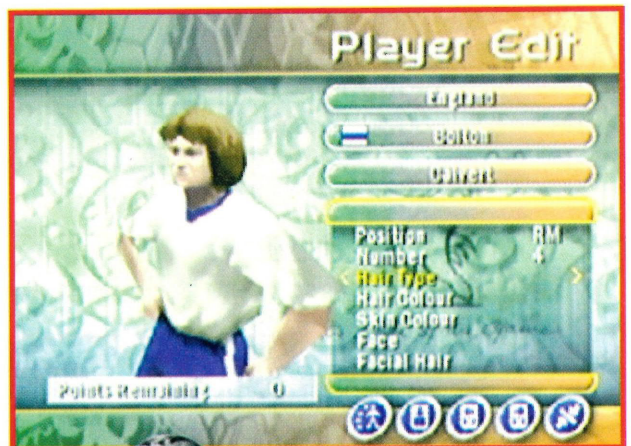 Player Edit
England
Bolton
Calvert
Position RM
Number 4
Hair Type
Hair Colour
Skin Colour
Face
Facial Hair
Points Remaining 0